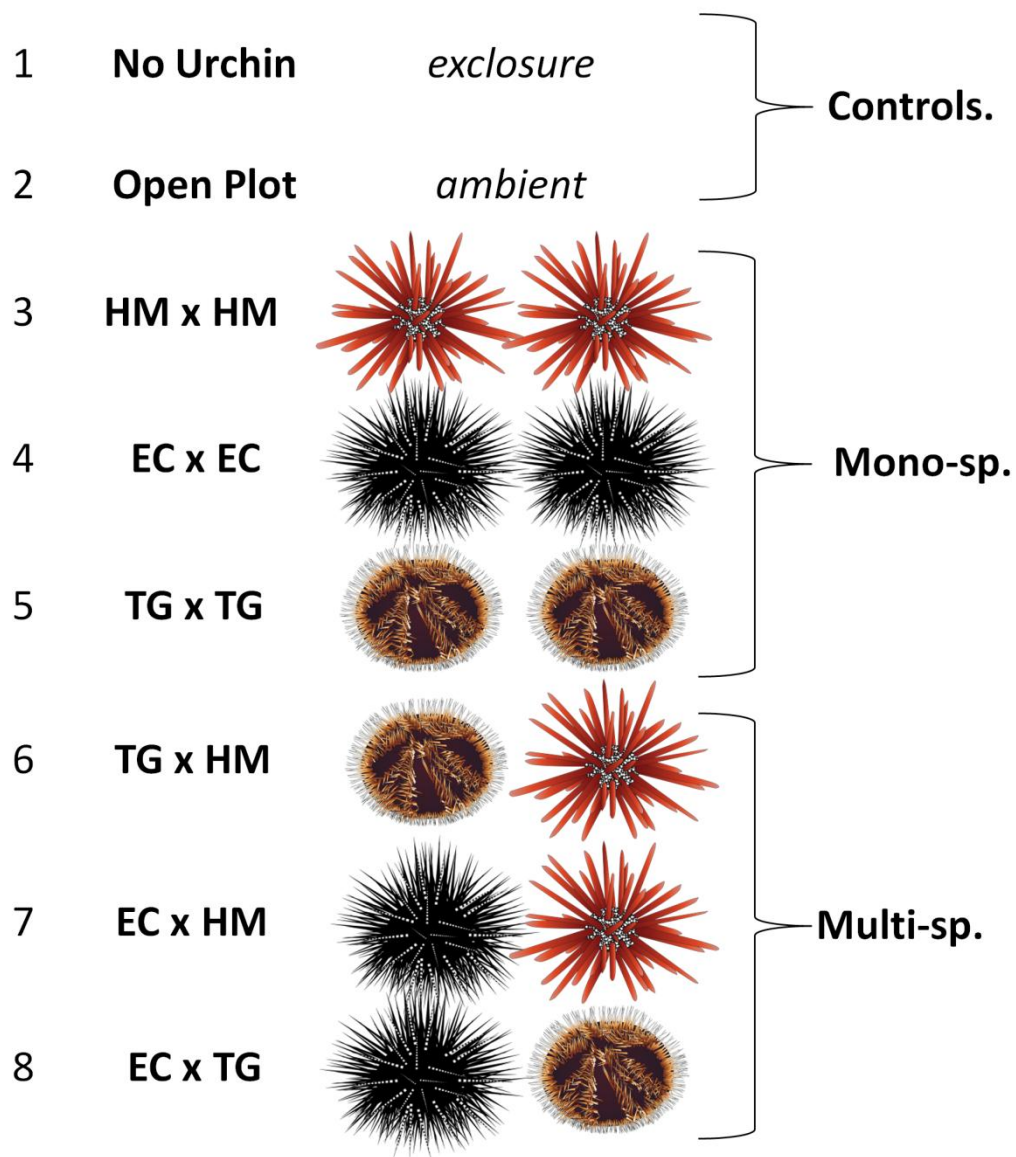 1 No Urchin exclosure
Controls.
2 Open Plot ambient
3 HM x HM
4 EC x EC
Mono-sp.
5 TG x TG
6 TG x HM
7 EC x HM
Multi-sp.
8 EC x TG